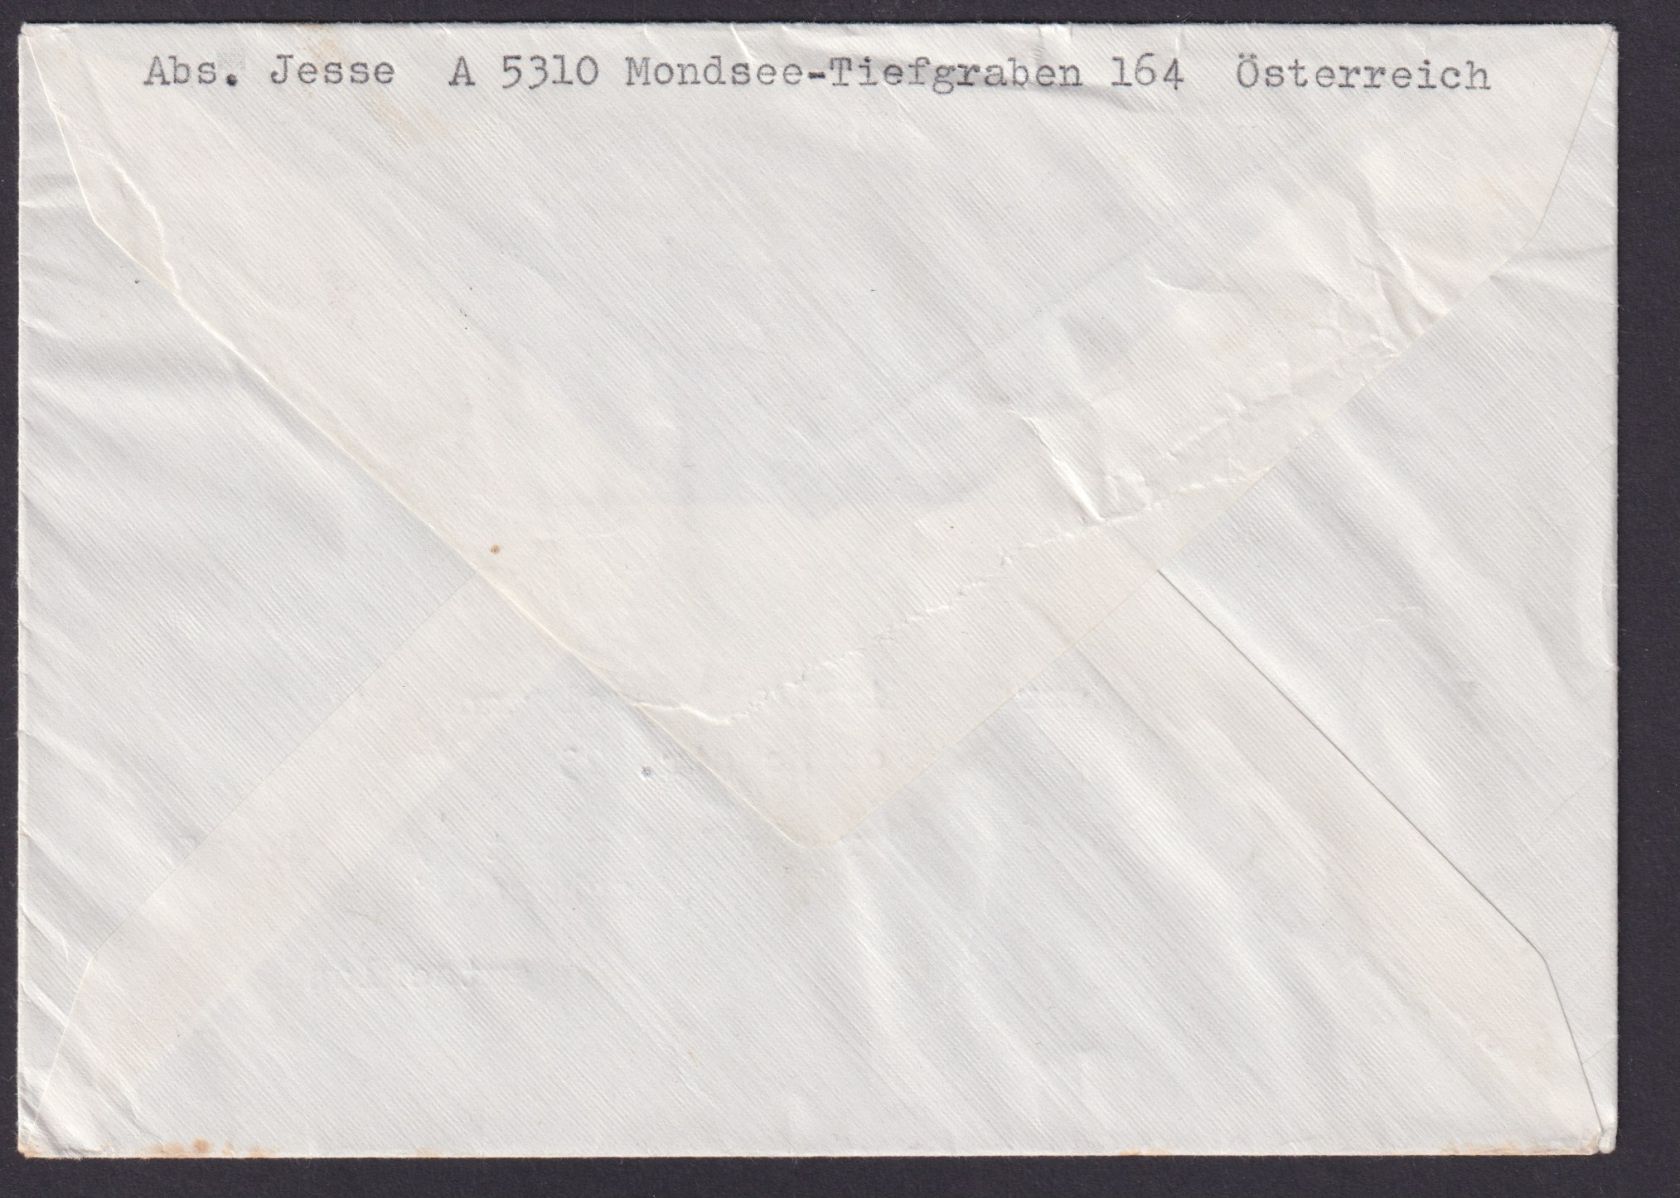 Abs. Jesse A 5310 Mondsee-Tiefgraben 164 Österreich